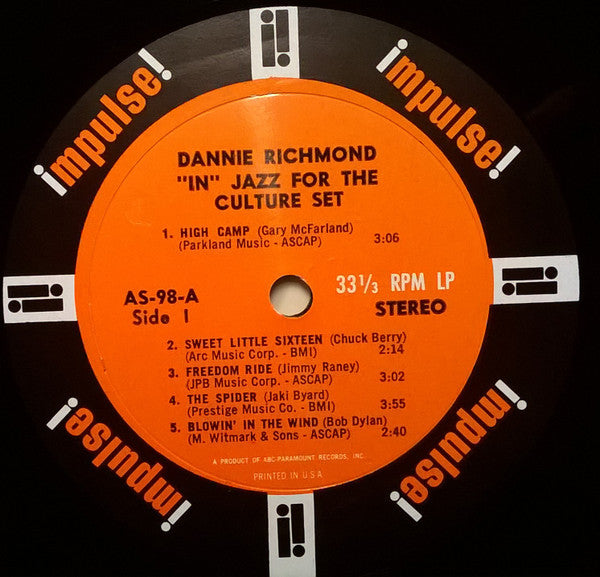 impulse!
impulse!
DANNIE RICHMOND
"IN" JAZZ FOR THE
CULTURE SET
1. HIGH CAMP (Gary McFarland)
(Parkland Music - ASCAP) 3:06
AS-98-A
Side I
33 1/3 RPM LP
STEREO
2. SWEET LITTLE SIXTEEN (Chuck Berry)
(Arc Music Corp. - BMI) 2:14
3. FREEDOM RIDE (Jimmy Raney)
(JPB Music Corp. - ASCAP) 3:02
4. THE SPIDER (Jaki Byard)
(Prestige Music Co. - BMI) 3:55
5. BLOWIN' IN THE WIND (Bob Dylan)
(M. Witmark & Sons - ASCAP) 2:40
A PRODUCT OF ABC-PARAMOUNT RECORDS, INC.
PRINTED IN U.S.A.
impulse!
impulse!